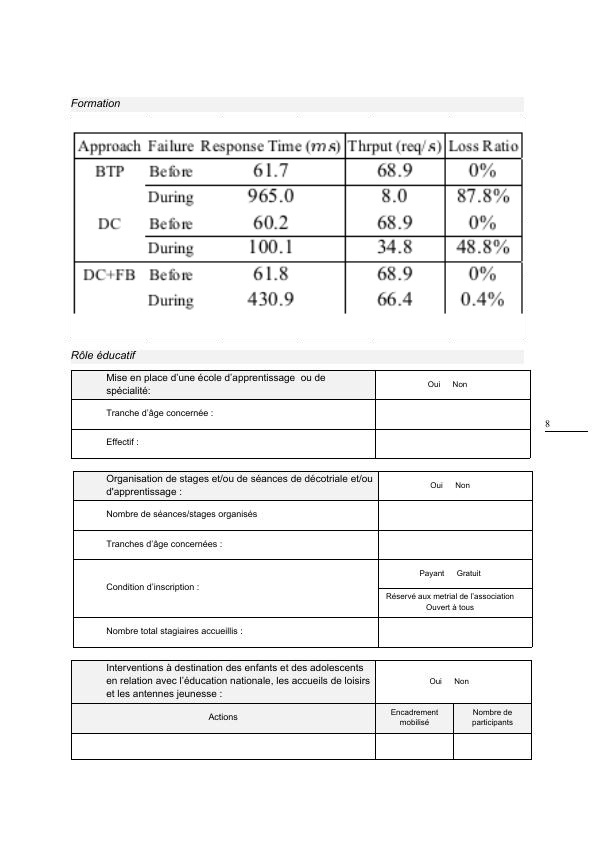 Formation
Approach Failure Response Time (ms) Thrput (req/s) Loss Ratio
BTP Before 61.7 68.9 0%
During 965.0 8.0 87.8%
DC Before 60.2 68.9 0%
During 100.1 34.8 48.8%
DC+FB Before 61.8 68.9 0%
During 430.9 66.4 0.4%
Rôle éducatif
Mise en place d'une école d'apprentissage ou de
spécialité:
Oui Non
Tranche d'âge concernée :
8
Effectif :
Organisation de stages et/ou de séances de décotriale et/ou
d'apprentissage :
Oui Non
Nombre de séances/stages organisés
Tranches d'âge concernées :
Condition d'inscription :
Payant Gratuit
Réservé aux metrial de l'association
Ouvert à tous
Nombre total stagiaires accueillis :
Interventions à destination des enfants et des adolescents
en relation avec l'éducation nationale, les accueils de loisirs
et les antennes jeunesse :
Oui Non
Actions
Encadrement
mobilisé
Nombre de
participants